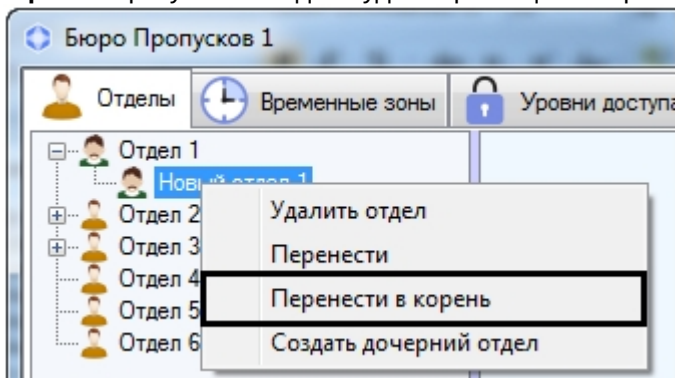 Бюро Пропусков 1
Отделы Временные зоны Уровни доступа
Отдел 1
Новый отдел 1
Отдел 2
Отдел 3
Отдел 4
Отдел 5
Отдел 6
Удалить отдел
Перенести
Перенести в корень
Создать дочерний отдел